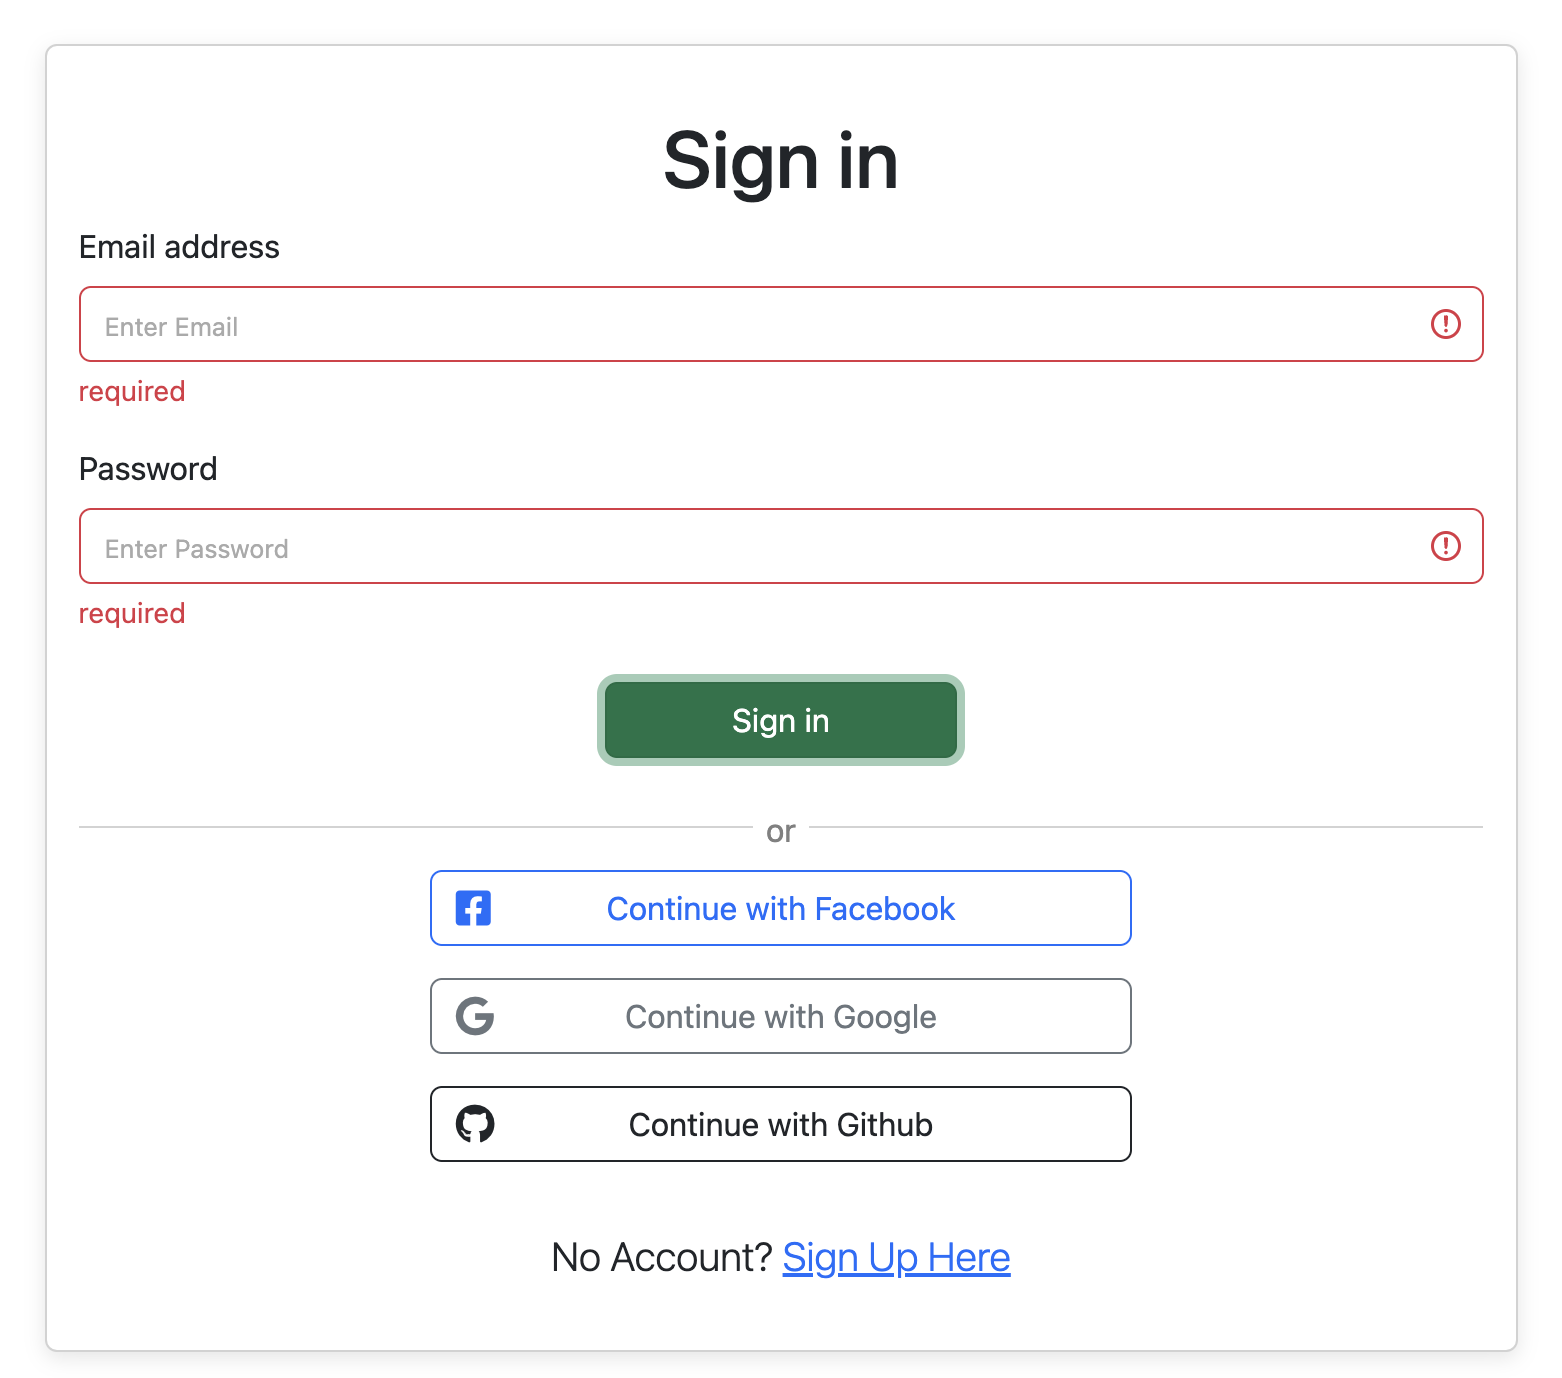 Sign in
Email address
Enter Email
required
Password
Enter Password
required
Sign in
or
Continue with Facebook
Continue with Google
Continue with Github
No Account? Sign Up Here